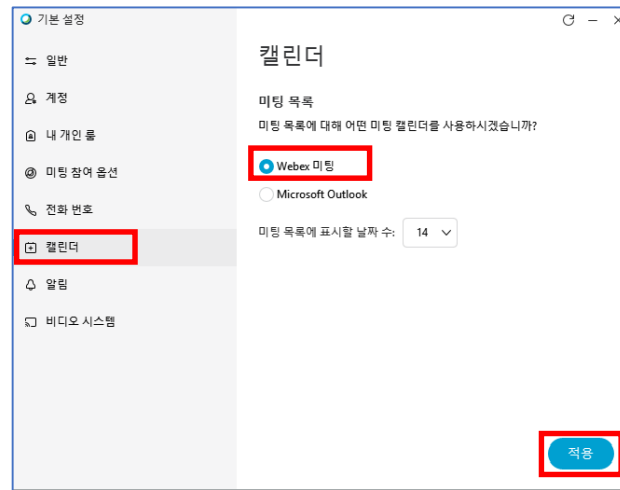 기본 설정
일반
계정
내 개인 룸
미팅 참여 옵션
전화 번호
캘린더
알림
비디오 시스템
캘린더
미팅 목록
미팅 목록에 대해 어떤 미팅 캘린더를 사용하시겠습니까?
Webex 미팅
Microsoft Outlook
미팅 목록에 표시할 날짜 수: 14
적용